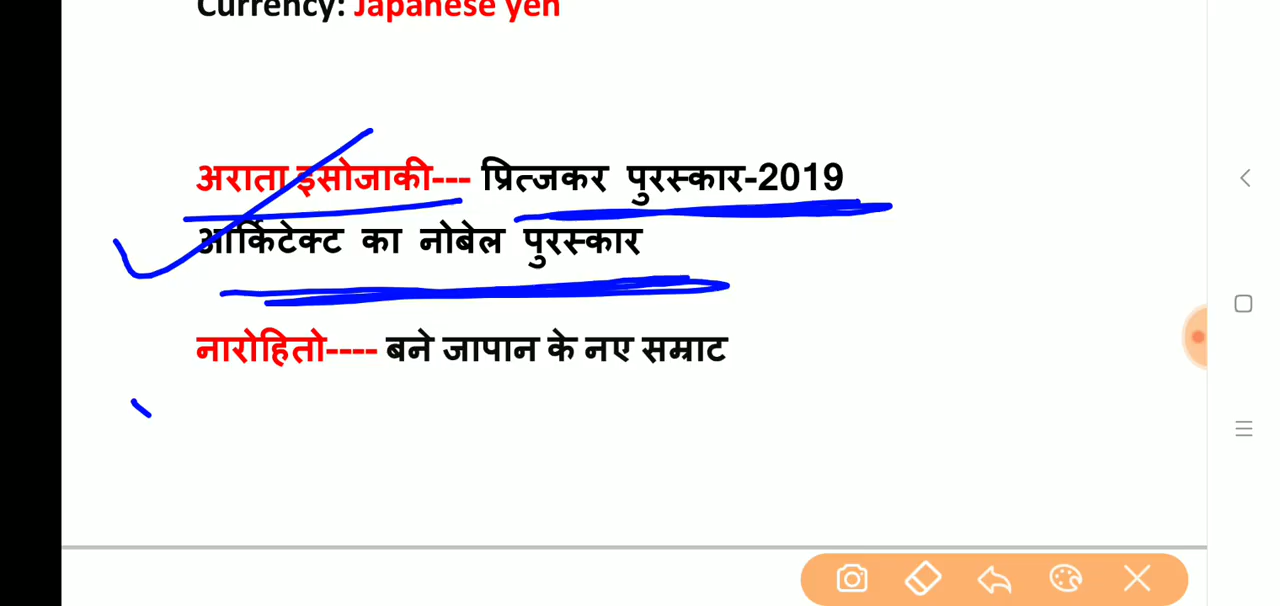 Currency: Japanese yen
अराता इसोजाकी--- प्रित्जकर पुरस्कार-2019
आर्किटेक्ट का नोबेल पुरस्कार
नारोहितो---- बने जापान के नए सम्राट